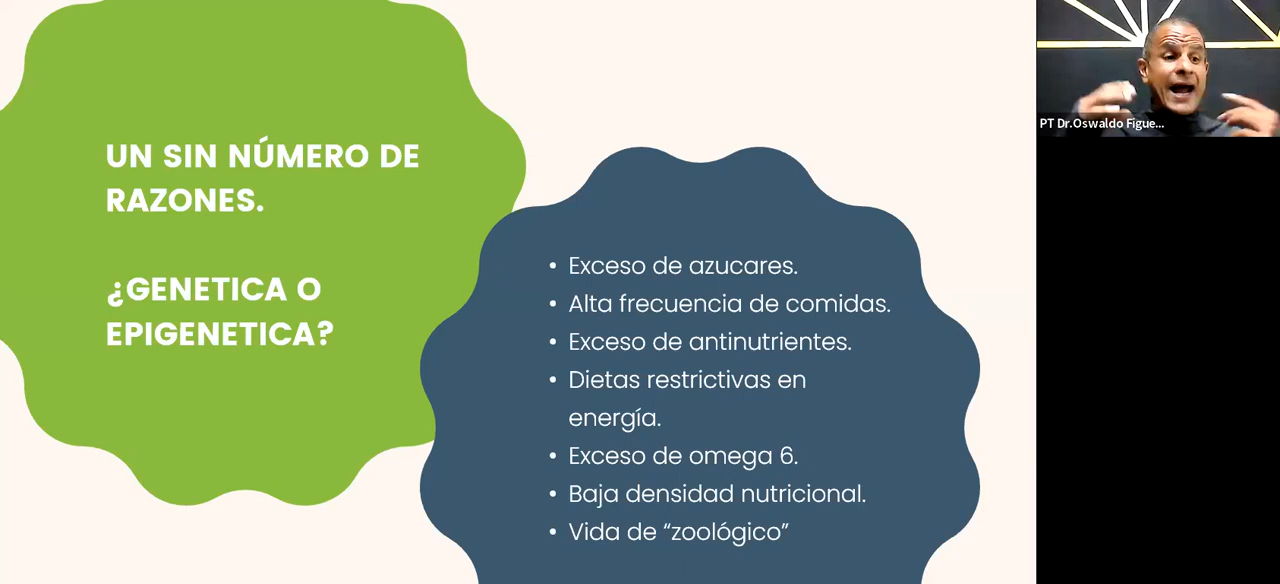 UN SIN NÚMERO DE
RAZONES.
¿GENETICA O
EPIGENETICA?
• Exceso de azucares.
• Alta frecuencia de comidas.
• Exceso de antinutrientes.
• Dietas restrictivas en
energía.
• Exceso de omega 6.
• Baja densidad nutricional.
• Vida de “zoológico”
PT Dr.Oswaldo Figue...